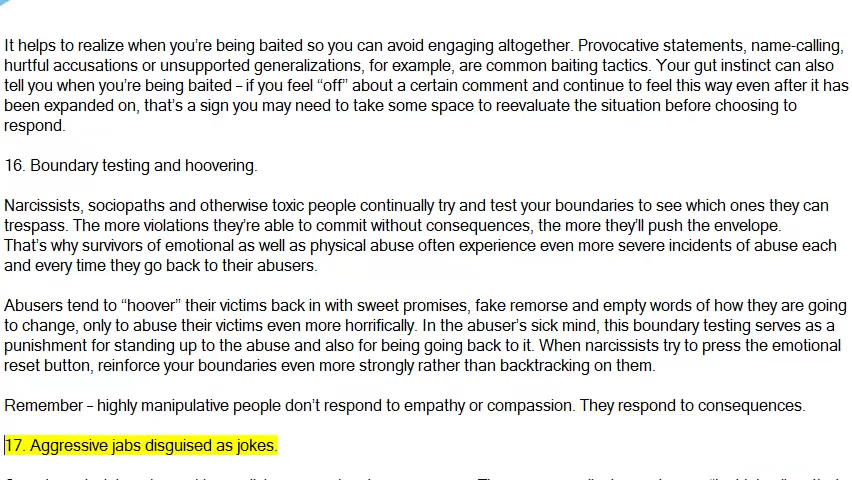 It helps to realize when you’re being baited so you can avoid engaging altogether. Provocative statements, name-calling,
hurtful accusations or unsupported generalizations, for example, are common baiting tactics. Your gut instinct can also
tell you when you’re being baited – if you feel “off” about a certain comment and continue to feel this way even after it has
been expanded on, that’s a sign you may need to take some space to reevaluate the situation before choosing to
respond.
16. Boundary testing and hoovering.
Narcissists, sociopaths and otherwise toxic people continually try and test your boundaries to see which ones they can
trespass. The more violations they’re able to commit without consequences, the more they’ll push the envelope.
That’s why survivors of emotional as well as physical abuse often experience even more severe incidents of abuse each
and every time they go back to their abusers.
Abusers tend to “hoover” their victims back in with sweet promises, fake remorse and empty words of how they are going
to change, only to abuse their victims even more horrifically. In the abuser’s sick mind, this boundary testing serves as a
punishment for standing up to the abuse and also for being going back to it. When narcissists try to press the emotional
reset button, reinforce your boundaries even more strongly rather than backtracking on them.
Remember – highly manipulative people don’t respond to empathy or compassion. They respond to consequences.
17. Aggressive jabs disguised as jokes.